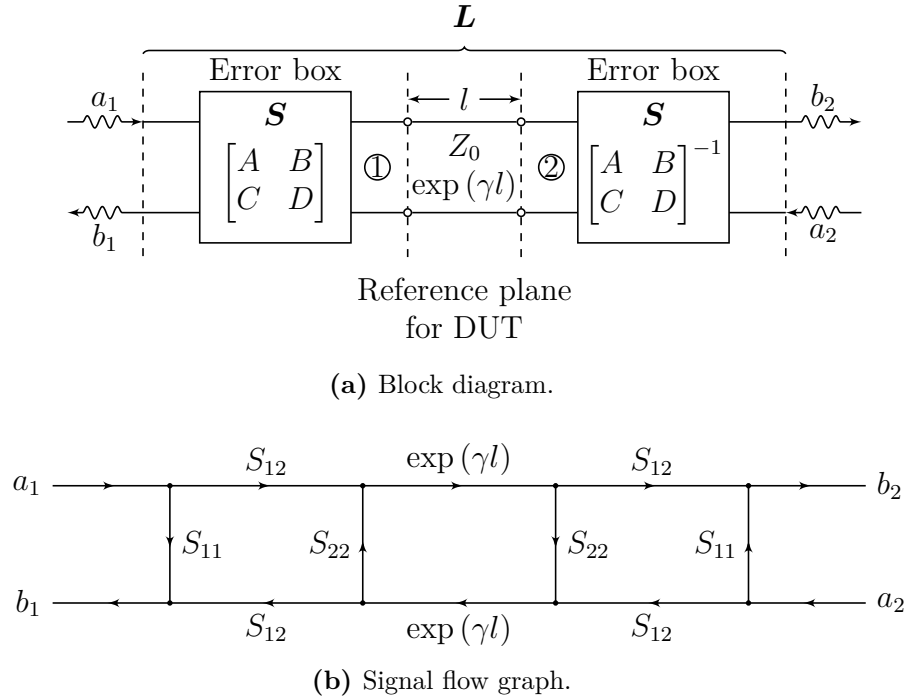 L
Error box Error box
a₁ l b₂
S S
[A B] ① Z₀ ② [A B]⁻¹
[C D] exp (γl) [C D]
b₁ a₂
Reference plane
for DUT
(a) Block diagram.
S₁₂ exp (γl) S₁₂
a₁ b₂
S₁₁ S₂₂ S₂₂ S₁₁
b₁ a₂
S₁₂ exp (γl) S₁₂
(b) Signal flow graph.